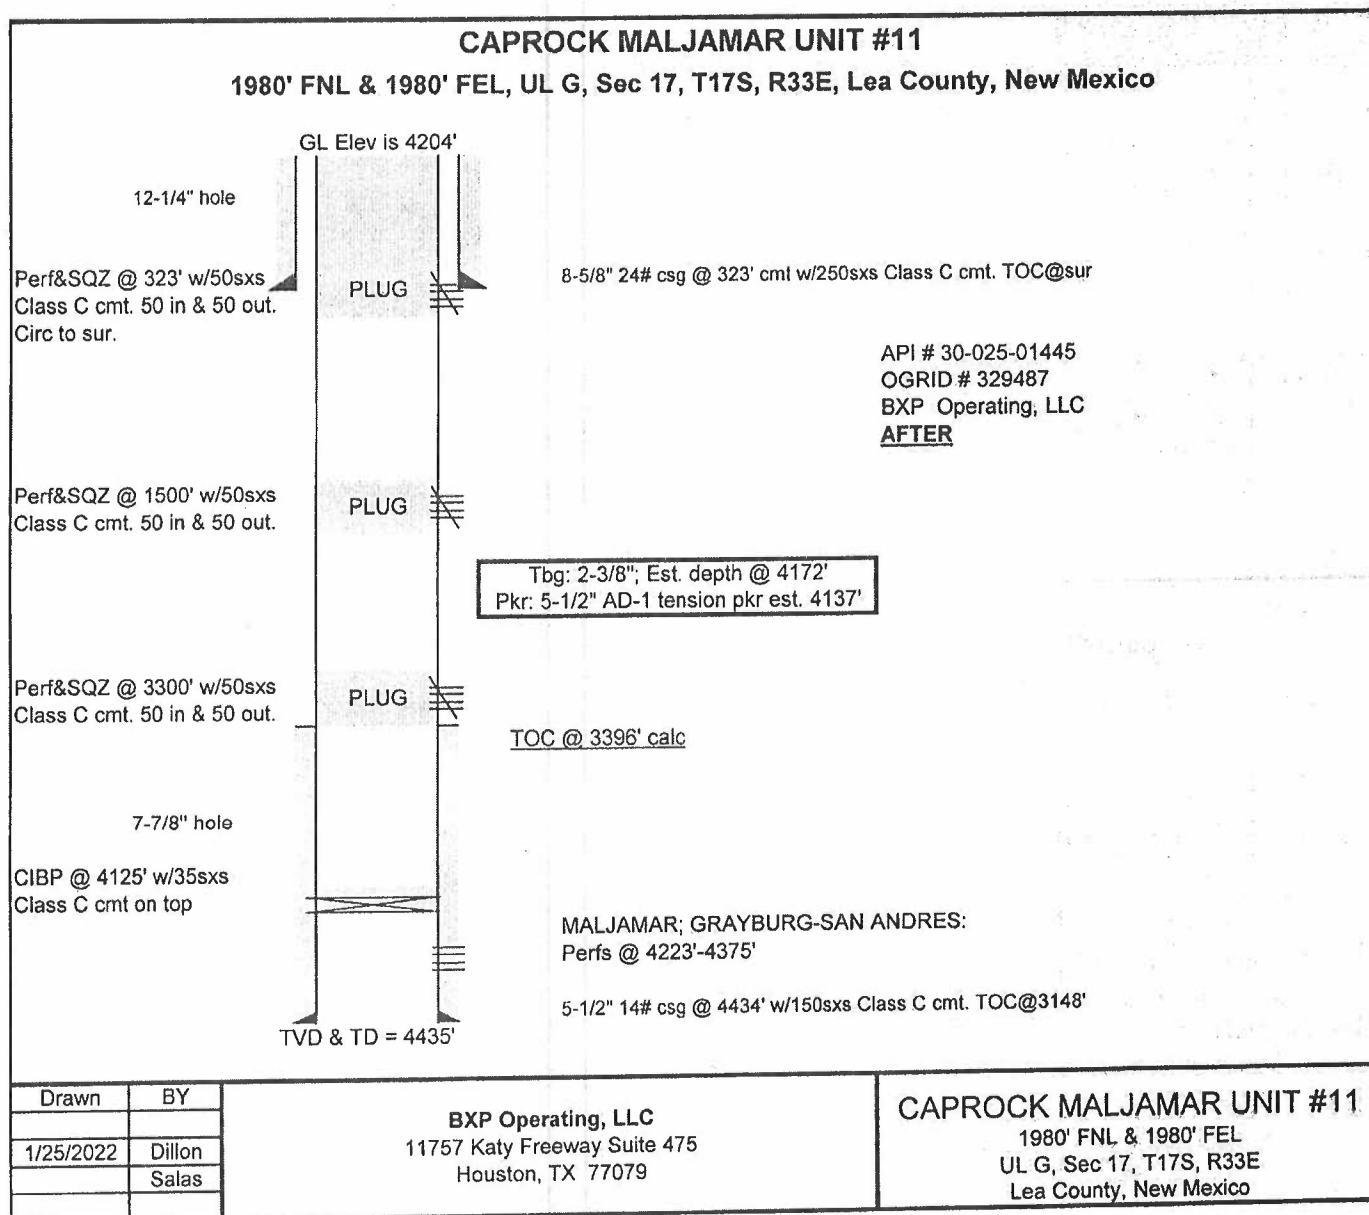 CAPROCK MALJAMAR UNIT #11
1980' FNL & 1980' FEL, UL G, Sec 17, T17S, R33E, Lea County, New Mexico
GL Elev is 4204'
12-1/4" hole
Perf&SQZ @ 323' w/50sxs
Class C cmt. 50 in & 50 out.
Circ to sur.
PLUG
8-5/8" 24# csg @ 323' cmt w/250sxs Class C cmt. TOC@sur
API # 30-025-01445
OGRID # 329487
BXP Operating, LLC
AFTER
Perf&SQZ @ 1500' w/50sxs
Class C cmt. 50 in & 50 out.
PLUG
Tbg: 2-3/8"; Est. depth @ 4172'
Pkr: 5-1/2" AD-1 tension pkr est. 4137'
Perf&SQZ @ 3300' w/50sxs
Class C cmt. 50 in & 50 out.
PLUG
TOC @ 3396' calc
7-7/8" hole
CIBP @ 4125' w/35sxs
Class C cmt on top
MALJAMAR; GRAYBURG-SAN ANDRES:
Perfs @ 4223'-4375'
5-1/2" 14# csg @ 4434' w/150sxs Class C cmt. TOC@3148'
TVD & TD = 4435'
Drawn BY
1/25/2022 Dillon
Salas
BXP Operating, LLC
11757 Katy Freeway Suite 475
Houston, TX 77079
CAPROCK MALJAMAR UNIT #11
1980' FNL & 1980' FEL
UL G, Sec 17, T17S, R33E
Lea County, New Mexico